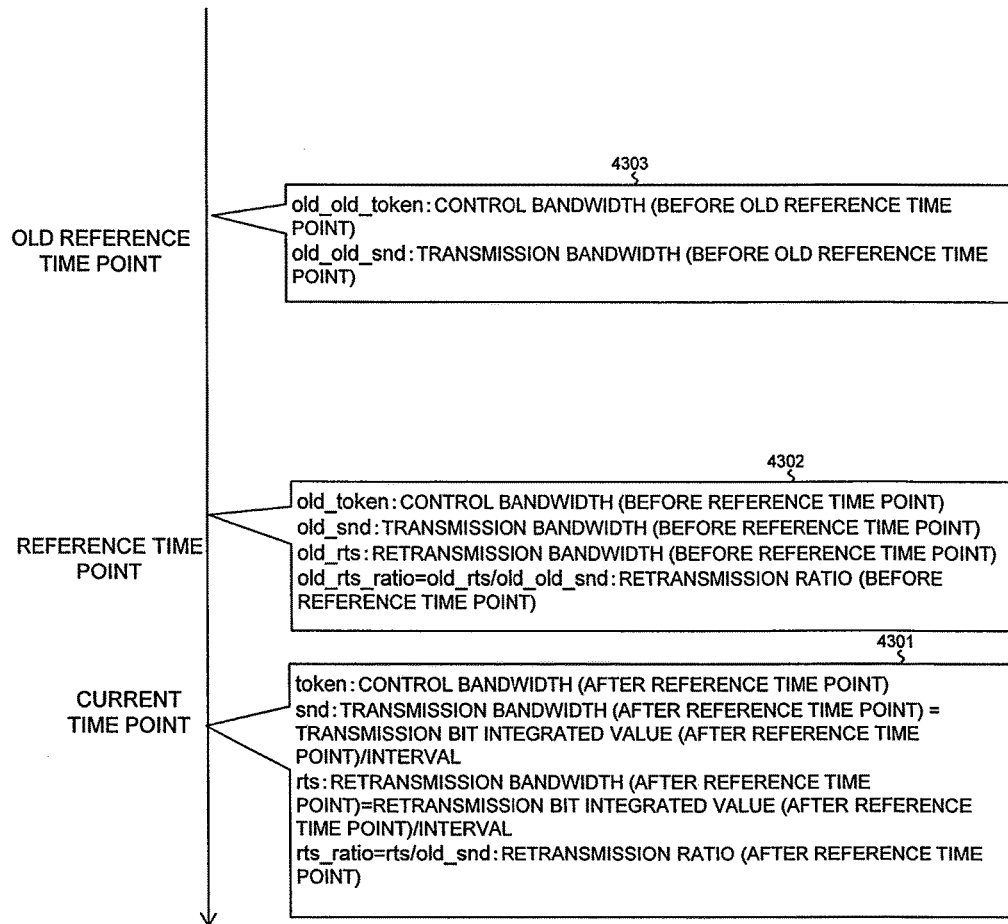 4303
old_old_token:CONTROL BANDWIDTH (BEFORE OLD REFERENCE TIME
POINT)
old_old_snd:TRANSMISSION BANDWIDTH (BEFORE OLD REFERENCE TIME
POINT)
OLD REFERENCE
TIME POINT
4302
old_token:CONTROL BANDWIDTH (BEFORE REFERENCE TIME POINT)
old_snd:TRANSMISSION BANDWIDTH (BEFORE REFERENCE TIME POINT)
old_rts:RETRANSMISSION BANDWIDTH (BEFORE REFERENCE TIME POINT)
old_rts_ratio=old_rts/old_old_snd:RETRANSMISSION RATIO (BEFORE
REFERENCE TIME POINT)
REFERENCE TIME
POINT
4301
token:CONTROL BANDWIDTH (AFTER REFERENCE TIME POINT)
snd:TRANSMISSION BANDWIDTH (AFTER REFERENCE TIME POINT) =
TRANSMISSION BIT INTEGRATED VALUE (AFTER REFERENCE TIME
POINT)/INTERVAL
rts:RETRANSMISSION BANDWIDTH (AFTER REFERENCE TIME
POINT)=RETRANSMISSION BIT INTEGRATED VALUE (AFTER REFERENCE
TIME POINT)/INTERVAL
rts_ratio=rts/old_snd:RETRANSMISSION RATIO (AFTER REFERENCE TIME
POINT)
CURRENT
TIME POINT